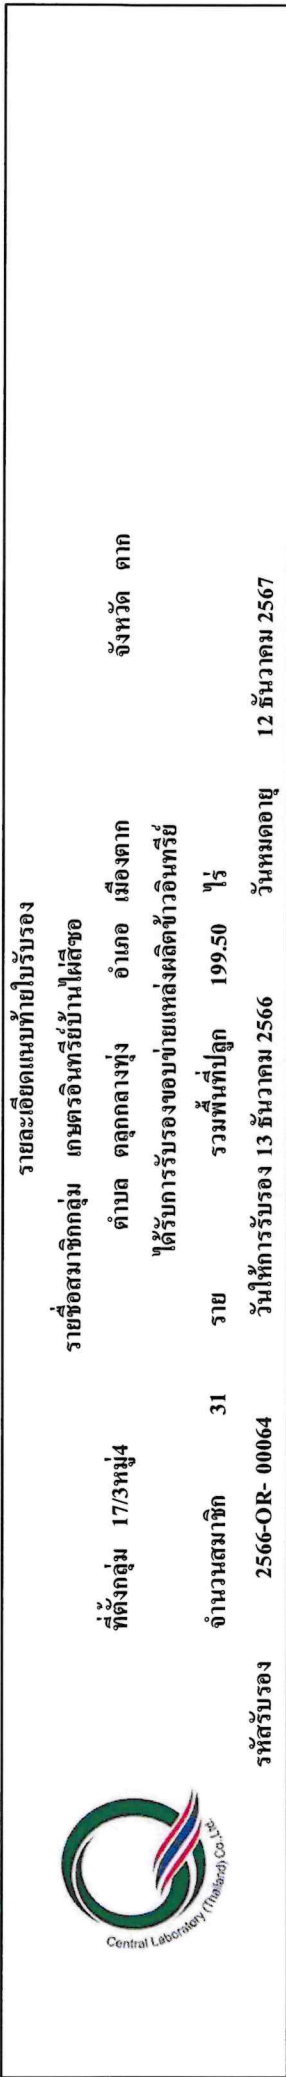 รายละเอียดแนบท้ายใบรับรอง
รายชื่อสมาชิกกลุ่ม เกษตรอินทรีย์บ้านไผ่สีซอ
ที่ตั้งกลุ่ม 17/3หมู่4 ตำบล ตลุกกลางทุ่ง อำเภอ เมืองตาก จังหวัด ตาก
ได้รับการรับรองขอบข่ายแหล่งผลิตข้าวอินทรีย์
จำนวนสมาชิก 31 ราย รวมพื้นที่ปลูก 199.50 ไร่
รหัสรับรอง 2566-OR- 00064 วันให้การรับรอง 13 ธันวาคม 2566 วันหมดอายุ 12 ธันวาคม 2567
Central Laboratory (Thailand) Co.,Ltd.